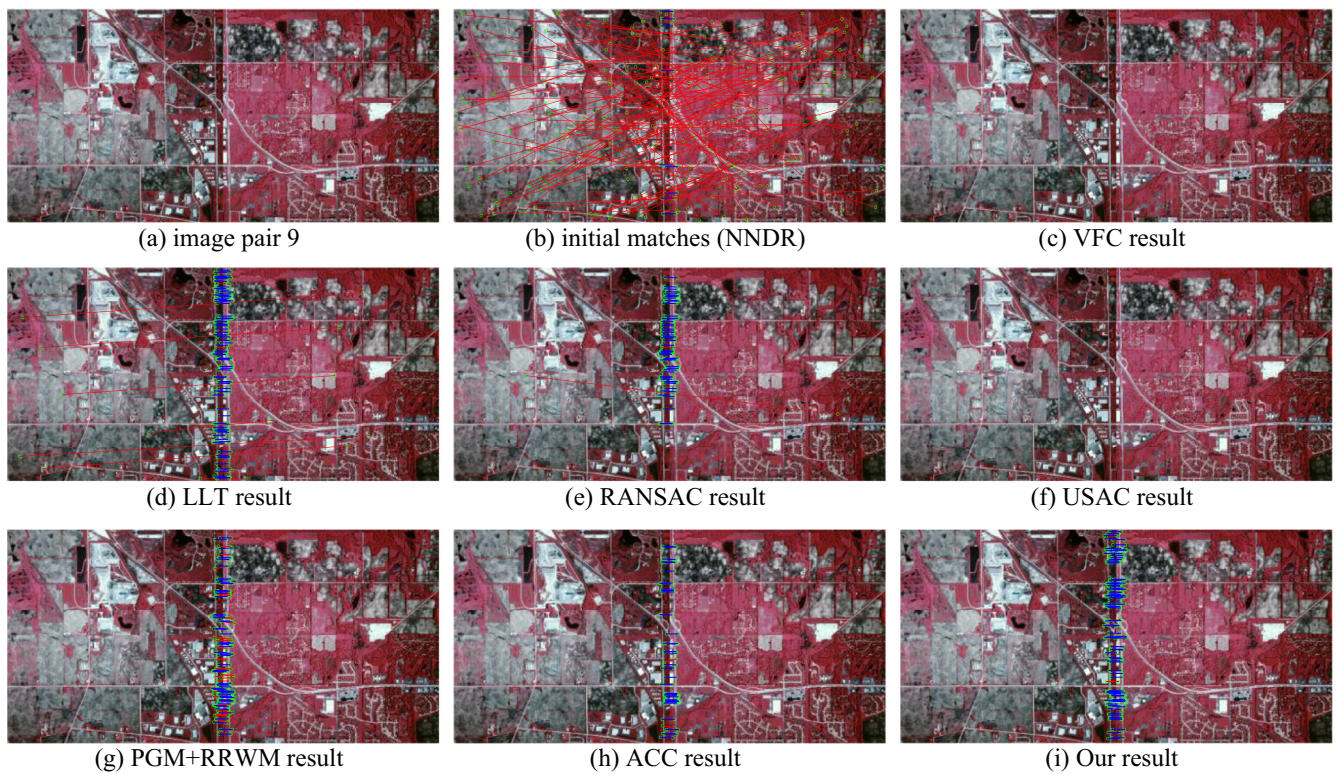 (a) image pair 9
(b) initial matches (NNDR)
(c) VFC result
(d) LLT result
(e) RANSAC result
(f) USAC result
(g) PGM+RRWM result
(h) ACC result
(i) Our result